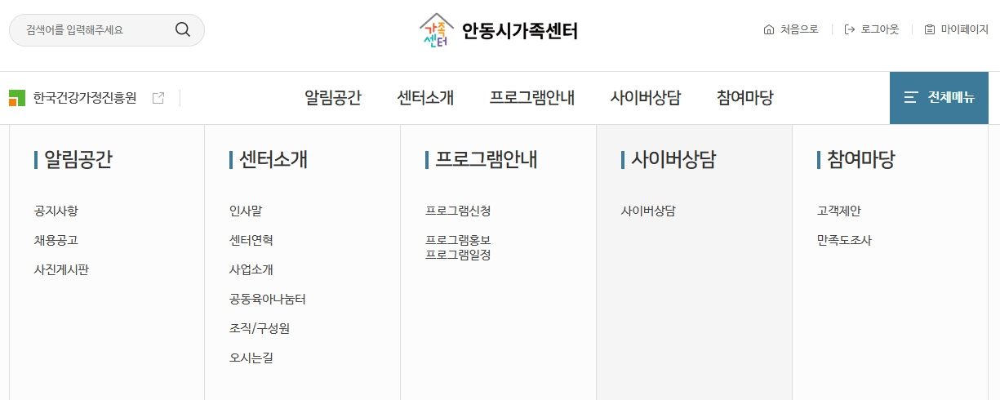 검색어를 입력해주세요
가족센터 안동시가족센터
처음으로
로그아웃
마이페이지
한국건강가정진흥원
알림공간 센터소개 프로그램안내 사이버상담 참여마당
전체메뉴
알림공간
공지사항
채용공고
사진게시판
센터소개
인사말
센터연혁
사업소개
공동육아나눔터
조직/구성원
오시는길
프로그램안내
프로그램신청
프로그램홍보
프로그램일정
사이버상담
사이버상담
참여마당
고객제안
만족도조사